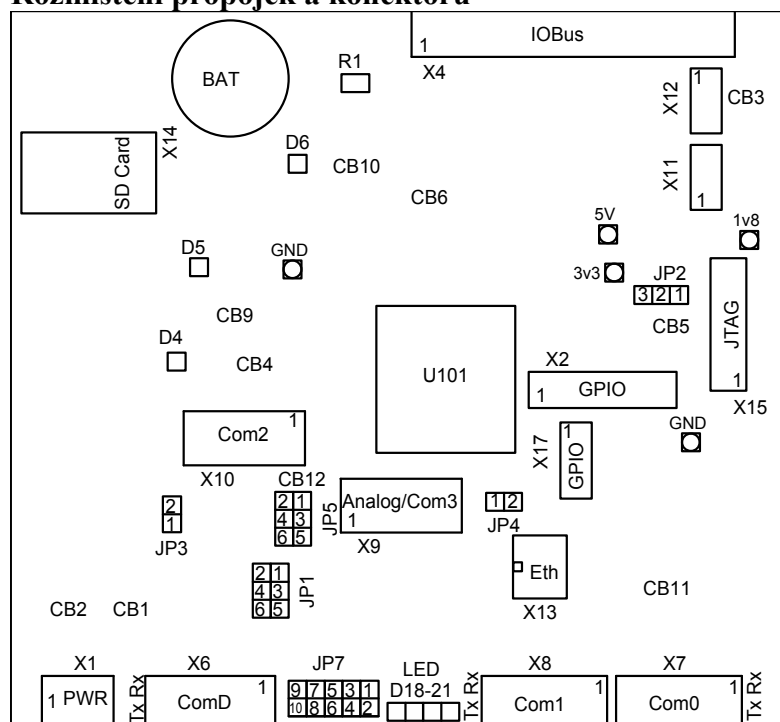 Rozmístění propojek a konektorů
IOBus
1
X4
BAT
R1
X12
1
CB3
SD Card
X14
D6
CB10
CB6
X11
1
5V
1v8
D5
GND
3v3
JP2
3 2 1
CB9
CB5
JTAG
1
X15
D4
CB4
U101
X2
1 GPIO
Com2
1
X10
GND
X17
1
GPIO
CB12
2 1
4 3
6 5
JP5
Analog/Com3
1
X9
1 2
JP4
2
1
JP3
Eth
X13
2 1
4 3
6 5
JP1
CB11
CB2
CB1
X1
1 PWR
X6
Tx Rx
ComD
1
JP7
9 7 5 3 1
10 8 6 4 2
LED
D18-21
X8
Tx Rx
Com1
1
X7
Com0
1
Tx Rx